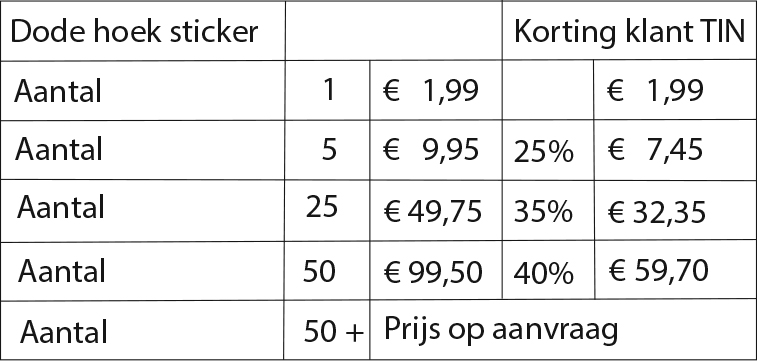 Dode hoek sticker Korting klant TIN
Aantal 1 € 1,99 € 1,99
Aantal 5 € 9,95 25% € 7,45
Aantal 25 € 49,75 35% € 32,35
Aantal 50 € 99,50 40% € 59,70
Aantal 50 + Prijs op aanvraag